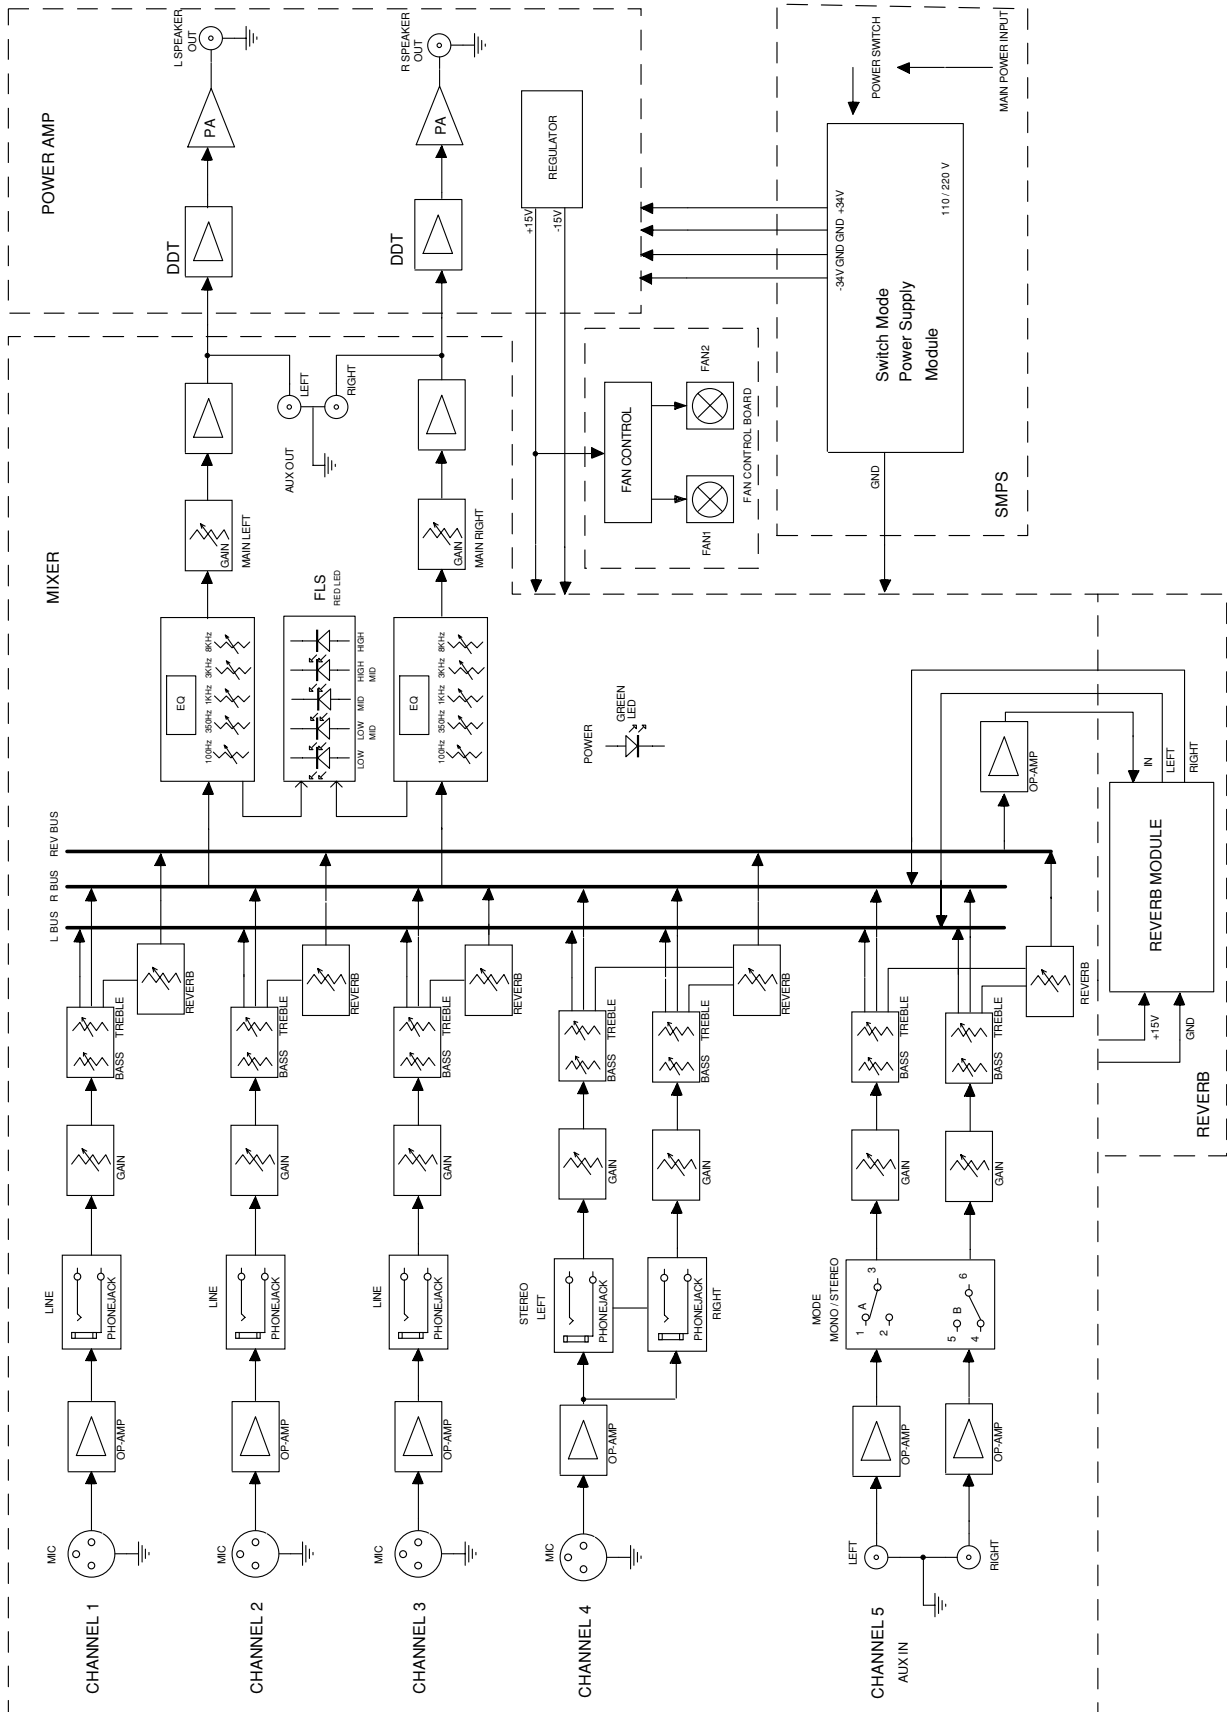 CHANNEL 1
MIC
OP-AMP
LINE
PHONEJACK
GAIN
BASS
TREBLE
REVERB
CHANNEL 2
MIC
OP-AMP
LINE
PHONEJACK
GAIN
BASS
TREBLE
REVERB
CHANNEL 3
MIC
OP-AMP
LINE
PHONEJACK
GAIN
BASS
TREBLE
REVERB
CHANNEL 4
MIC
OP-AMP
STEREO
LEFT
PHONEJACK
PHONEJACK
RIGHT
GAIN
GAIN
BASS
TREBLE
BASS
TREBLE
REVERB
CHANNEL 5
AUX IN
LEFT
RIGHT
OP-AMP
OP-AMP
MODE
MONO / STEREO
1
A
3
2
5
B
6
4
GAIN
GAIN
BASS
TREBLE
BASS
TREBLE
REVERB
L BUS
R BUS
REV BUS
MIXER
EQ
100Hz
350Hz
1KHz
3KHz
8KHz
LOW
LOW
MID
MID
HIGH
MID
HIGH
FLS
RED LED
EQ
100Hz
350Hz
1KHz
3KHz
8KHz
GAIN
MAIN LEFT
GAIN
MAIN RIGHT
AUX OUT
LEFT
RIGHT
POWER
GREEN
LED
OP-AMP
IN
LEFT
RIGHT
REVERB MODULE
+15V
GND
REVERB
POWER AMP
DDT
PA
L SPEAKER
OUT
DDT
PA
R SPEAKER
OUT
REGULATOR
+15V
-15V
FAN CONTROL
FAN1
FAN2
FAN CONTROL BOARD
-34V
GND
GND
+34V
110 / 220 V
Switch Mode
Power Supply
Module
GND
SMPS
POWER SWITCH
MAIN POWER INPUT